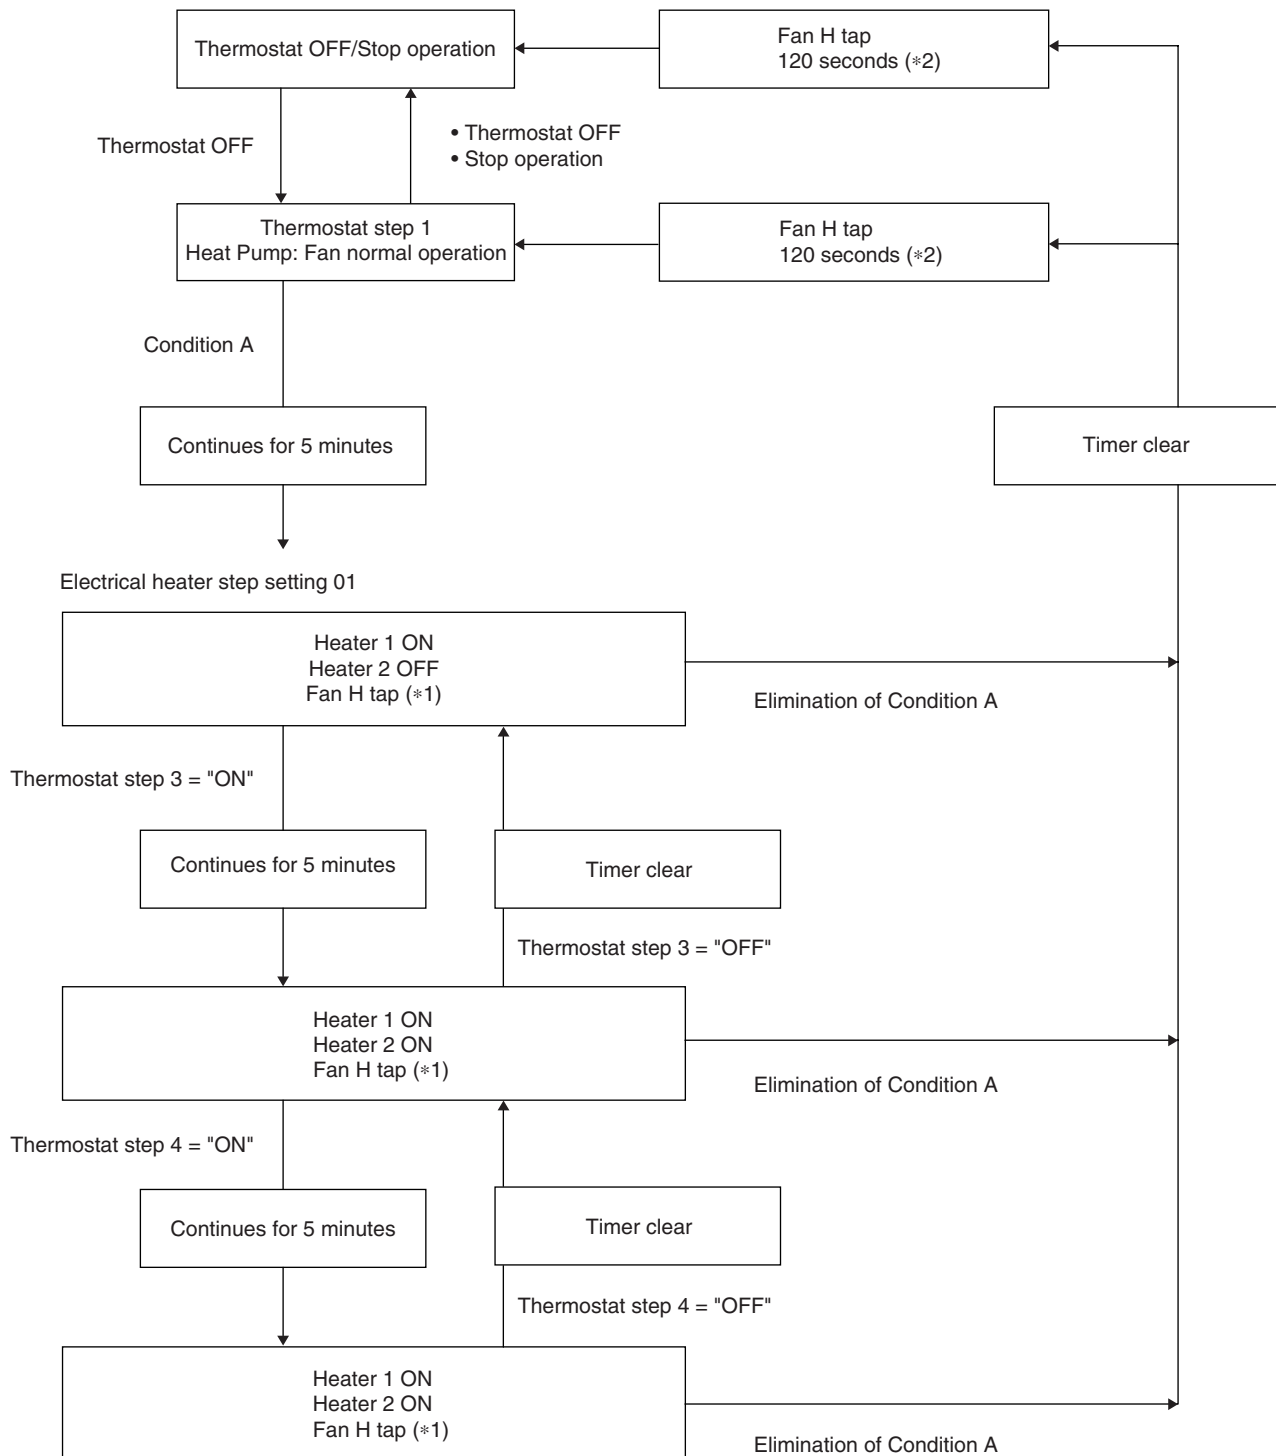 Thermostat OFF/Stop operation
Fan H tap
120 seconds (*2)
Thermostat OFF
• Thermostat OFF
• Stop operation
Thermostat step 1
Heat Pump: Fan normal operation
Fan H tap
120 seconds (*2)
Condition A
Continues for 5 minutes
Timer clear
Electrical heater step setting 01
Heater 1 ON
Heater 2 OFF
Fan H tap (*1)
Elimination of Condition A
Thermostat step 3 = "ON"
Continues for 5 minutes
Timer clear
Thermostat step 3 = "OFF"
Heater 1 ON
Heater 2 ON
Fan H tap (*1)
Elimination of Condition A
Thermostat step 4 = "ON"
Continues for 5 minutes
Timer clear
Thermostat step 4 = "OFF"
Heater 1 ON
Heater 2 ON
Fan H tap (*1)
Elimination of Condition A